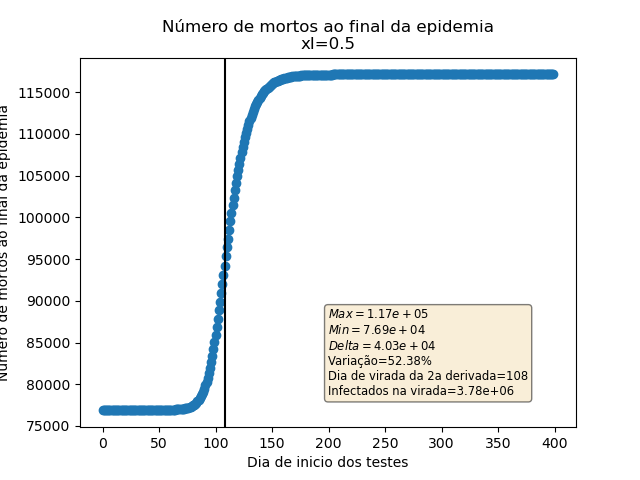 Número de mortos ao final da epidemia
xI=0.5
Número de mortos ao final da epidemia
115000
110000
105000
100000
95000
90000
85000
80000
75000
Max = 1.17e + 05
Min = 7.69e + 04
Delta = 4.03e + 04
Variação=52.38%
Dia de virada da 2a derivada=108
Infectados na virada=3.78e+06
0 50 100 150 200 250 300 350 400
Dia de inicio dos testes